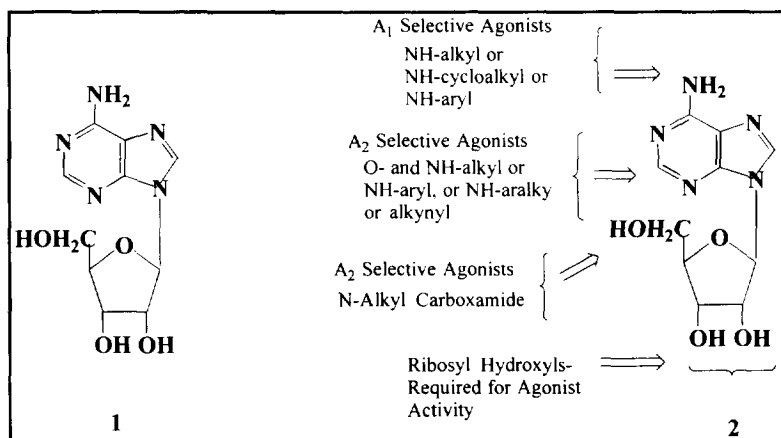 A1 Selective Agonists
NH-alkyl or
NH-cycloalkyl or
NH-aryl
NH2
N
N
N
N
HOH2C
O
OH OH
1
A2 Selective Agonists
O- and NH-alkyl or
NH-aryl, or NH-aralky
or alkynyl
A2 Selective Agonists
N-Alkyl Carboxamide
Ribosyl Hydroxyls-
Required for Agonist
Activity
NH2
N
N
N
N
HOH2C
O
OH OH
2